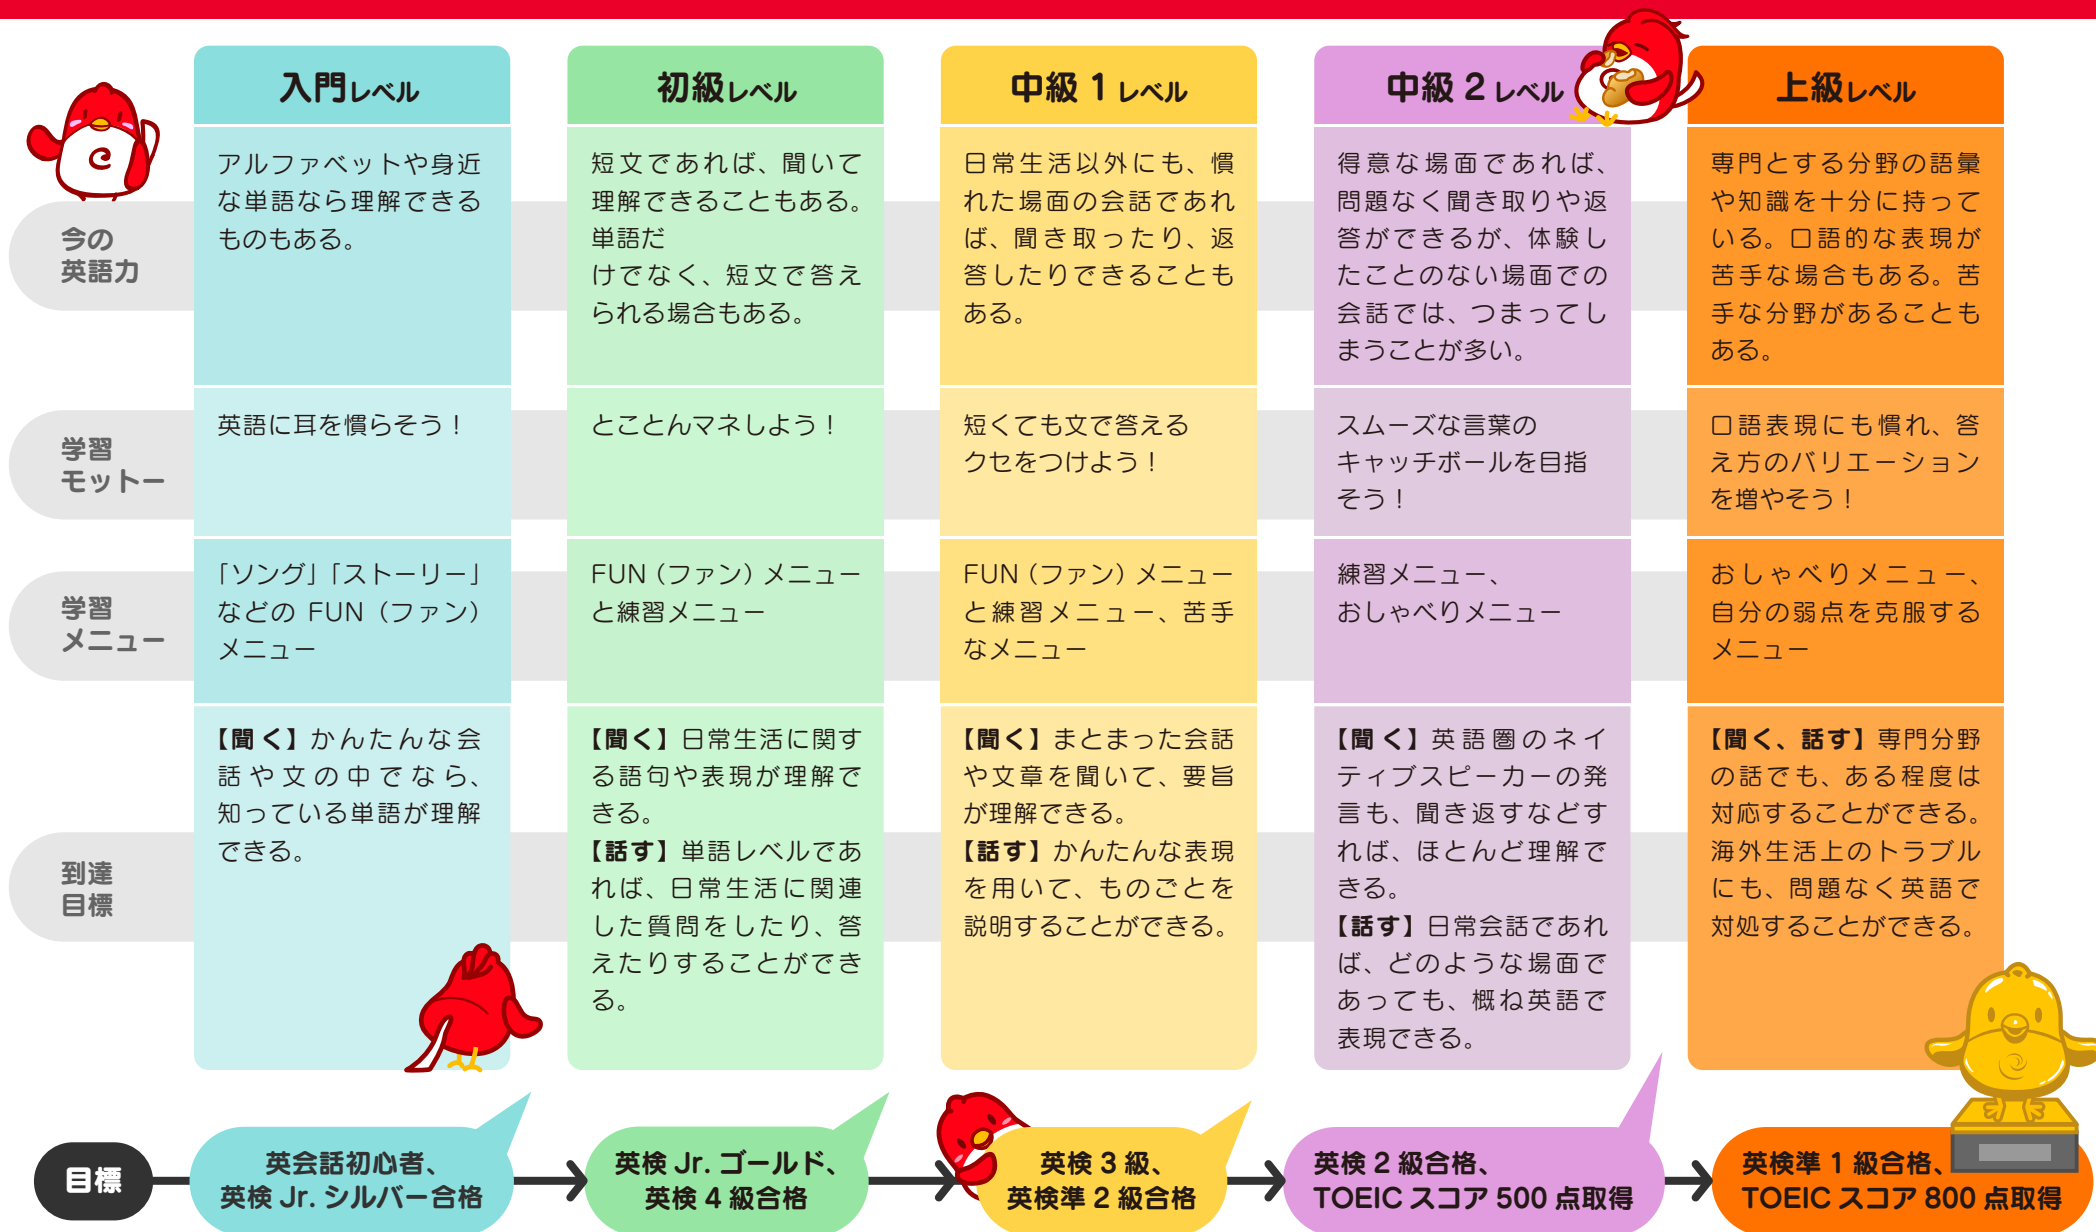 入門レベル
初級レベル
中級 1 レベル
中級 2 レベル
上級レベル
今の
英語力
アルファベットや身近
な単語なら理解できる
ものもある。
短文であれば、聞いて
理解できることもある。
単語だ
けでなく、短文で答え
られる場合もある。
日常生活以外にも、慣
れた場面の会話であれ
ば、聞き取ったり、返
答したりできることも
ある。
得意な場面であれば、
問題なく聞き取りや返
答ができるが、体験し
たことのない場面での
会話では、つまってし
まうことが多い。
専門とする分野の語彙
や知識を十分に持って
いる。口語的な表現が
苦手な場合もある。苦
手な分野があることも
ある。
学習
モットー
英語に耳を慣らそう！
とことんマネしよう！
短くても文で答える
クセをつけよう！
スムーズな言葉の
キャッチボールを目指
そう！
口語表現にも慣れ、答
え方のバリエーション
を増やそう！
学習
メニュー
「ソング」「ストーリー」
などの FUN（ファン）
メニュー
FUN（ファン）メニュー
と練習メニュー
FUN（ファン）メニュー
と練習メニュー、苦手
なメニュー
練習メニュー、
おしゃべりメニュー
おしゃべりメニュー、
自分の弱点を克服する
メニュー
到達
目標
【聞く】かんたんな会
話や文の中でなら、
知っている単語が理解
できる。
【聞く】日常生活に関す
る語句や表現が理解で
きる。
【話す】単語レベルであ
れば、日常生活に関連
した質問をしたり、答
えたりすることができ
る。
【聞く】まとまった会話
や文章を聞いて、要旨
が理解できる。
【話す】かんたんな表現
を用いて、ものごとを
説明することができる。
【聞く】英語圏のネイ
ティブスピーカーの発
言も、聞き返すなどす
れば、ほとんど理解で
きる。
【話す】日常会話であれ
ば、どのような場面で
あっても、概ね英語で
表現できる。
【聞く、話す】専門分野
の話でも、ある程度は
対応することができる。
海外生活上のトラブル
にも、問題なく英語で
対処することができる。
目標
英会話初心者、
英検 Jr. シルバー合格
英検 Jr. ゴールド、
英検 4 級合格
英検 3 級、
英検準 2 級合格
英検 2 級合格、
TOEIC スコア 500 点取得
英検準 1 級合格、
TOEIC スコア 800 点取得